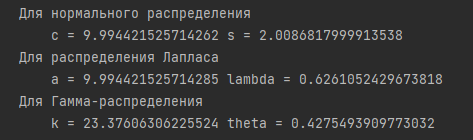 Для нормального распределения
c = 9.994421525714262 s = 2.0086817999913538
Для распределения Лапласа
a = 9.994421525714285 lambda = 0.6261052429673818
Для Гамма-распределения
k = 23.37606306225524 theta = 0.4275493909773032